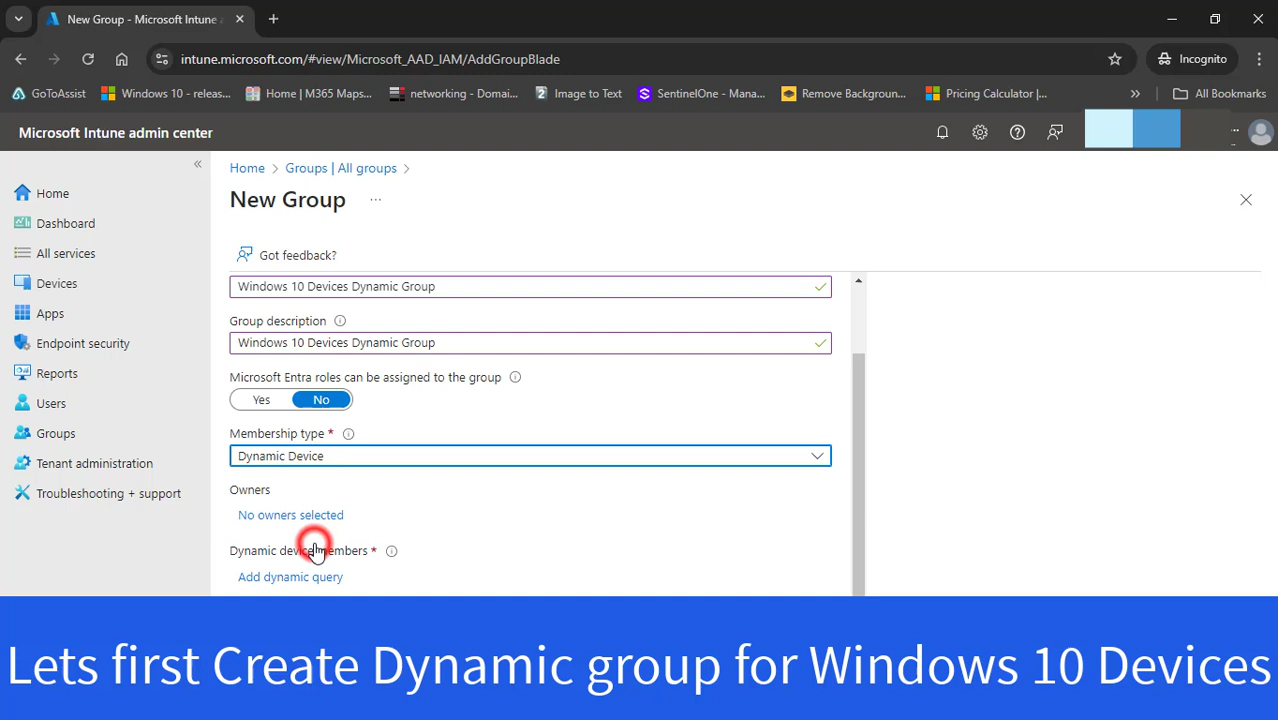 New Group - Microsoft Intune
intune.microsoft.com/#view/Microsoft_AAD_IAM/AddGroupBlade
Incognito
GoToAssist
Windows 10 - releas...
Home | M365 Maps...
networking - Domai...
Image to Text
SentinelOne - Mana...
Remove Backgroun...
Pricing Calculator |...
All Bookmarks
Microsoft Intune admin center
Home
Dashboard
All services
Devices
Apps
Endpoint security
Reports
Users
Groups
Tenant administration
Troubleshooting + support
Home > Groups | All groups >
New Group
Got feedback?
Windows 10 Devices Dynamic Group
Group description
Windows 10 Devices Dynamic Group
Microsoft Entra roles can be assigned to the group
Yes No
Membership type *
Dynamic Device
Owners
No owners selected
Dynamic device members *
Add dynamic query
Lets first Create Dynamic group for Windows 10 Devices